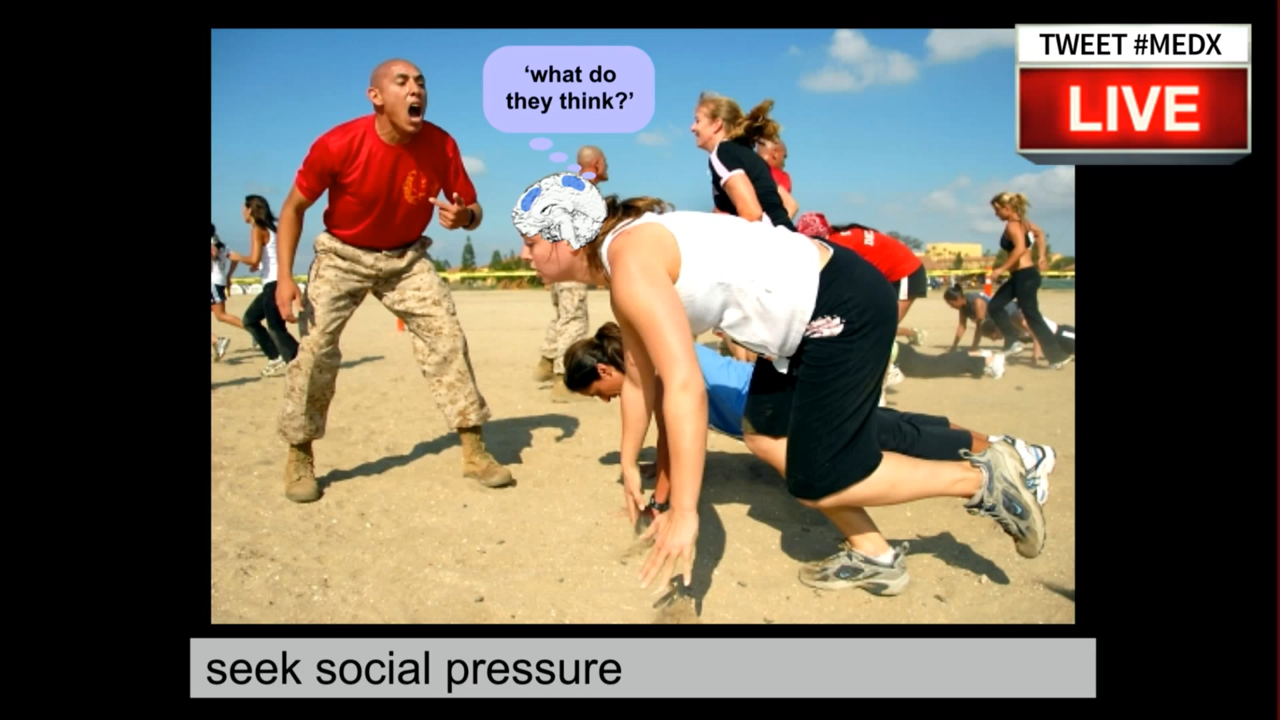 TWEET #MEDX
LIVE
‘what do
they think?’
seek social pressure